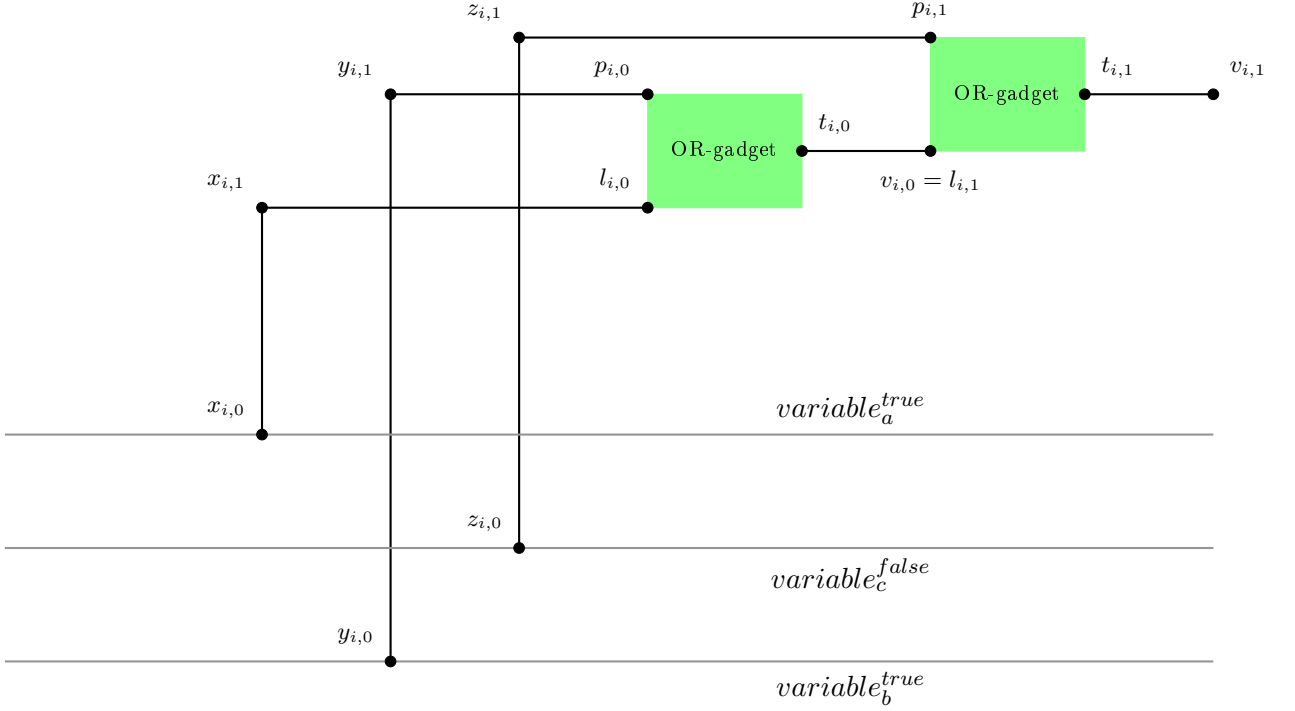 z_{i,1}
p_{i,1}
y_{i,1}
p_{i,0}
OR-gadget
t_{i,1}
v_{i,1}
OR-gadget
t_{i,0}
x_{i,1}
l_{i,0}
v_{i,0} = l_{i,1}
x_{i,0}
variable_a^{true}
z_{i,0}
variable_c^{false}
y_{i,0}
variable_b^{true}